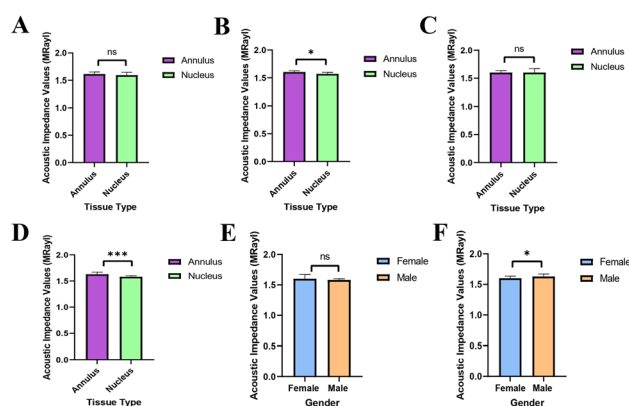 A
Acoustic Impedance Values (MRayl)
2.0
1.5
1.0
0.5
0.0
ns
Annulus
Nucleus
Tissue Type
Annulus
Nucleus
B
Acoustic Impedance Values (MRayl)
2.0
1.5
1.0
0.5
0.0
*
Annulus
Nucleus
Tissue Type
Annulus
Nucleus
C
Acoustic Impedance Values (MRayl)
2.0
1.5
1.0
0.5
0.0
ns
Annulus
Nucleus
Tissue Type
Annulus
Nucleus
D
Acoustic Impedance Values (MRayl)
2.0
1.5
1.0
0.5
0.0
***
Annulus
Nucleus
Tissue Type
Annulus
Nucleus
E
Acoustic Impedance Values (MRayl)
2.0
1.5
1.0
0.5
0.0
ns
Female Male
Gender
Female
Male
F
Acoustic Impedance Values (MRayl)
2.0
1.5
1.0
0.5
0.0
*
Female Male
Gender
Female
Male